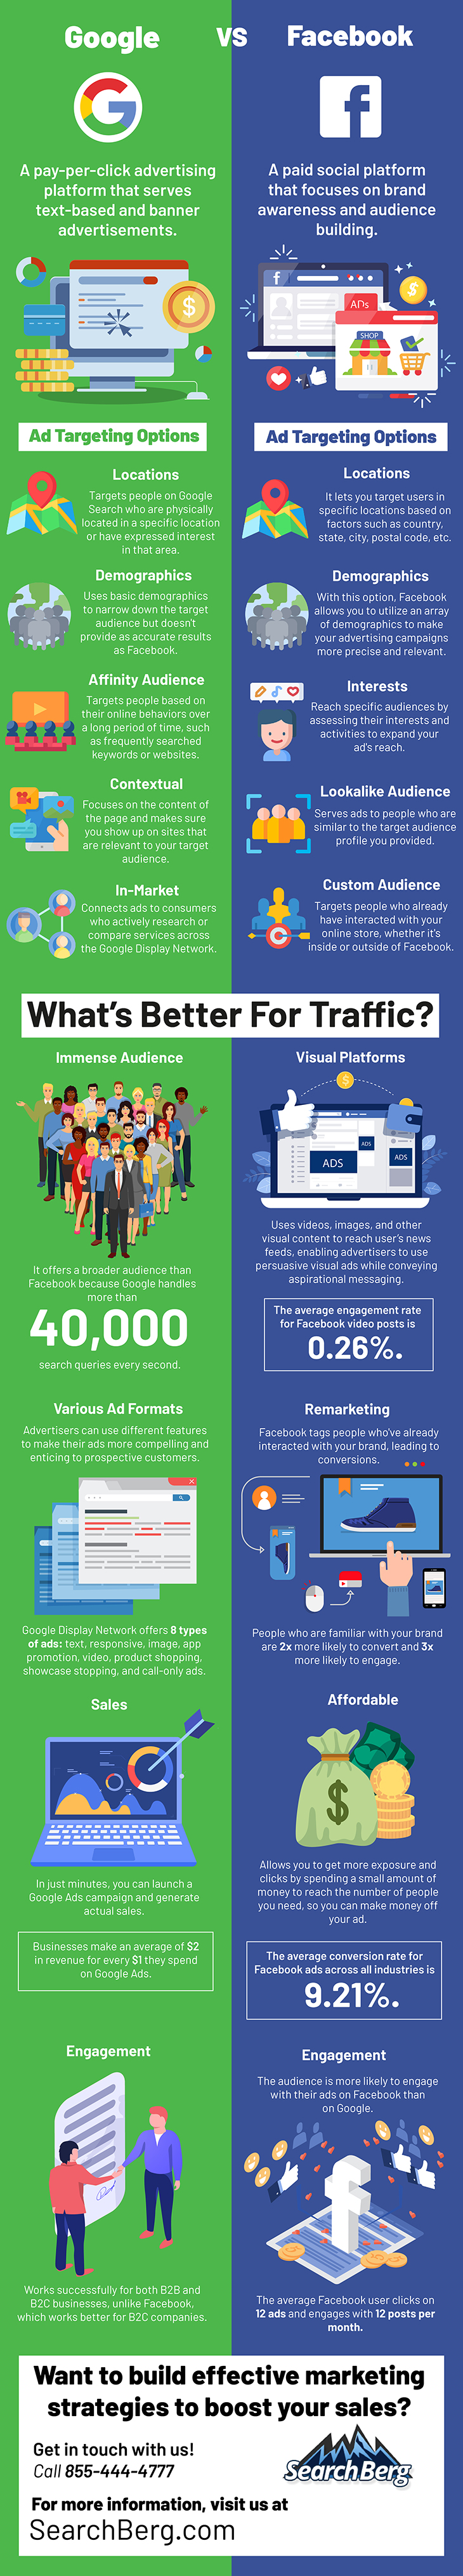 Google
VS
Facebook
A pay-per-click advertising
platform that serves
text-based and banner
advertisements.
A paid social platform
that focuses on brand
awareness and audience
building.
f
ADs
SHOP
Ad Targeting Options
Locations
Targets people on Google
Search who are physically
located in a specific location
or have expressed interest
in that area.
Demographics
Uses basic demographics
to narrow down the target
audience but doesn't
provide as accurate results
as Facebook.
Affinity Audience
Targets people based on
their online behaviors over
a long period of time, such
as frequently searched
keywords or websites.
Contextual
Focuses on the content of
the page and makes sure
you show up on sites that
are relevant to your target
audience.
In-Market
Connects ads to consumers
who actively research or
compare services across
the Google Display Network.
Ad Targeting Options
Locations
It lets you target users in
specific locations based on
factors such as country,
state, city, postal code, etc.
Demographics
With this option, Facebook
allows you to utilize an array
of demographics to make
your advertising campaigns
more precise and relevant.
Interests
Reach specific audiences by
assessing their interests and
activities to expand your
ad's reach.
Lookalike Audience
Serves ads to people who are
similar to the target audience
profile you provided.
Custom Audience
Targets people who already
have interacted with your
online store, whether it's
inside or outside of Facebook.
What's Better For Traffic?
Immense Audience
It offers a broader audience than
Facebook because Google handles
more than
40,000
search queries every second.
Visual Platforms
ADS
ADS
ADS
Uses videos, images, and other
visual content to reach user's news
feeds, enabling advertisers to use
persuasive visual ads while conveying
aspirational messaging.
The average engagement rate
for Facebook video posts is
0.26%.
Various Ad Formats
Advertisers can use different features
to make their ads more compelling and
enticing to prospective customers.
Google Display Network offers 8 types
of ads: text, responsive, image, app
promotion, video, product shopping,
showcase stopping, and call-only ads.
Remarketing
Facebook tags people who've already
interacted with your brand, leading to
conversions.
People who are familiar with your brand
are 2x more likely to convert and 3x
more likely to engage.
Sales
In just minutes, you can launch a
Google Ads campaign and generate
actual sales.
Businesses make an average of $2
in revenue for every $1 they spend
on Google Ads.
Affordable
Allows you to get more exposure and
clicks by spending a small amount of
money to reach the number of people
you need, so you can make money off
your ad.
The average conversion rate for
Facebook ads across all industries is
9.21%.
Engagement
Works successfully for both B2B and
B2C businesses, unlike Facebook,
which works better for B2C companies.
Engagement
The audience is more likely to engage
with their ads on Facebook than
on Google.
The average Facebook user clicks on
12 ads and engages with 12 posts per
month.
Want to build effective marketing
strategies to boost your sales?
Get in touch with us!
Call 855-444-4777
SearchBerg
For more information, visit us at
SearchBerg.com